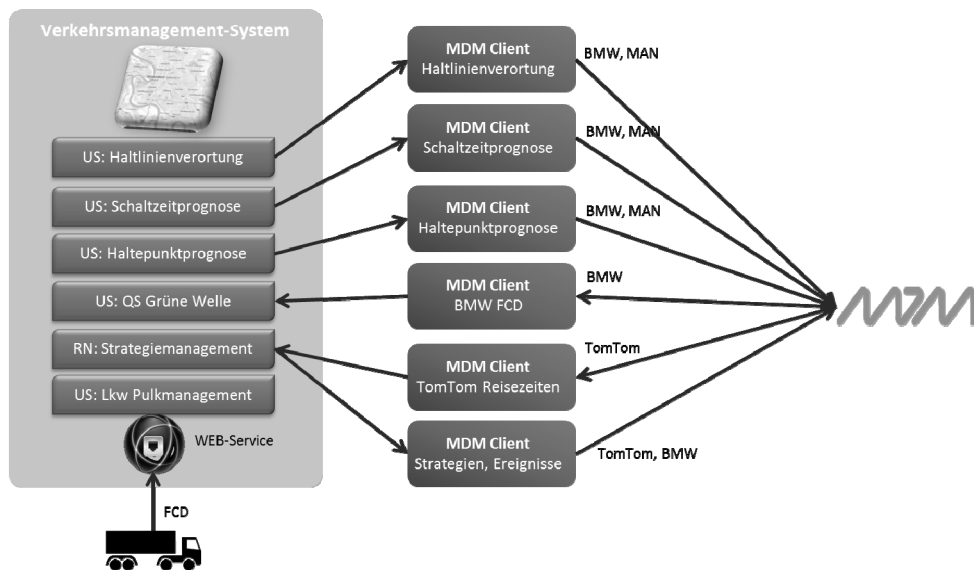 Verkehrsmanagement-System
US: Haltlinienverortung
US: Schaltzeitprognose
US: Haltepunktprognose
US: QS Grüne Welle
RN: Strategiemanagement
US: Lkw Pulkmanagement
WEB-Service
FCD
MDM Client
Haltlinienverortung
MDM Client
Schaltzeitprognose
MDM Client
Haltepunktprognose
MDM Client
BMW FCD
MDM Client
TomTom Reisezeiten
MDM Client
Strategien, Ereignisse
BMW, MAN
BMW, MAN
BMW, MAN
BMW
TomTom
TomTom, BMW
MDM